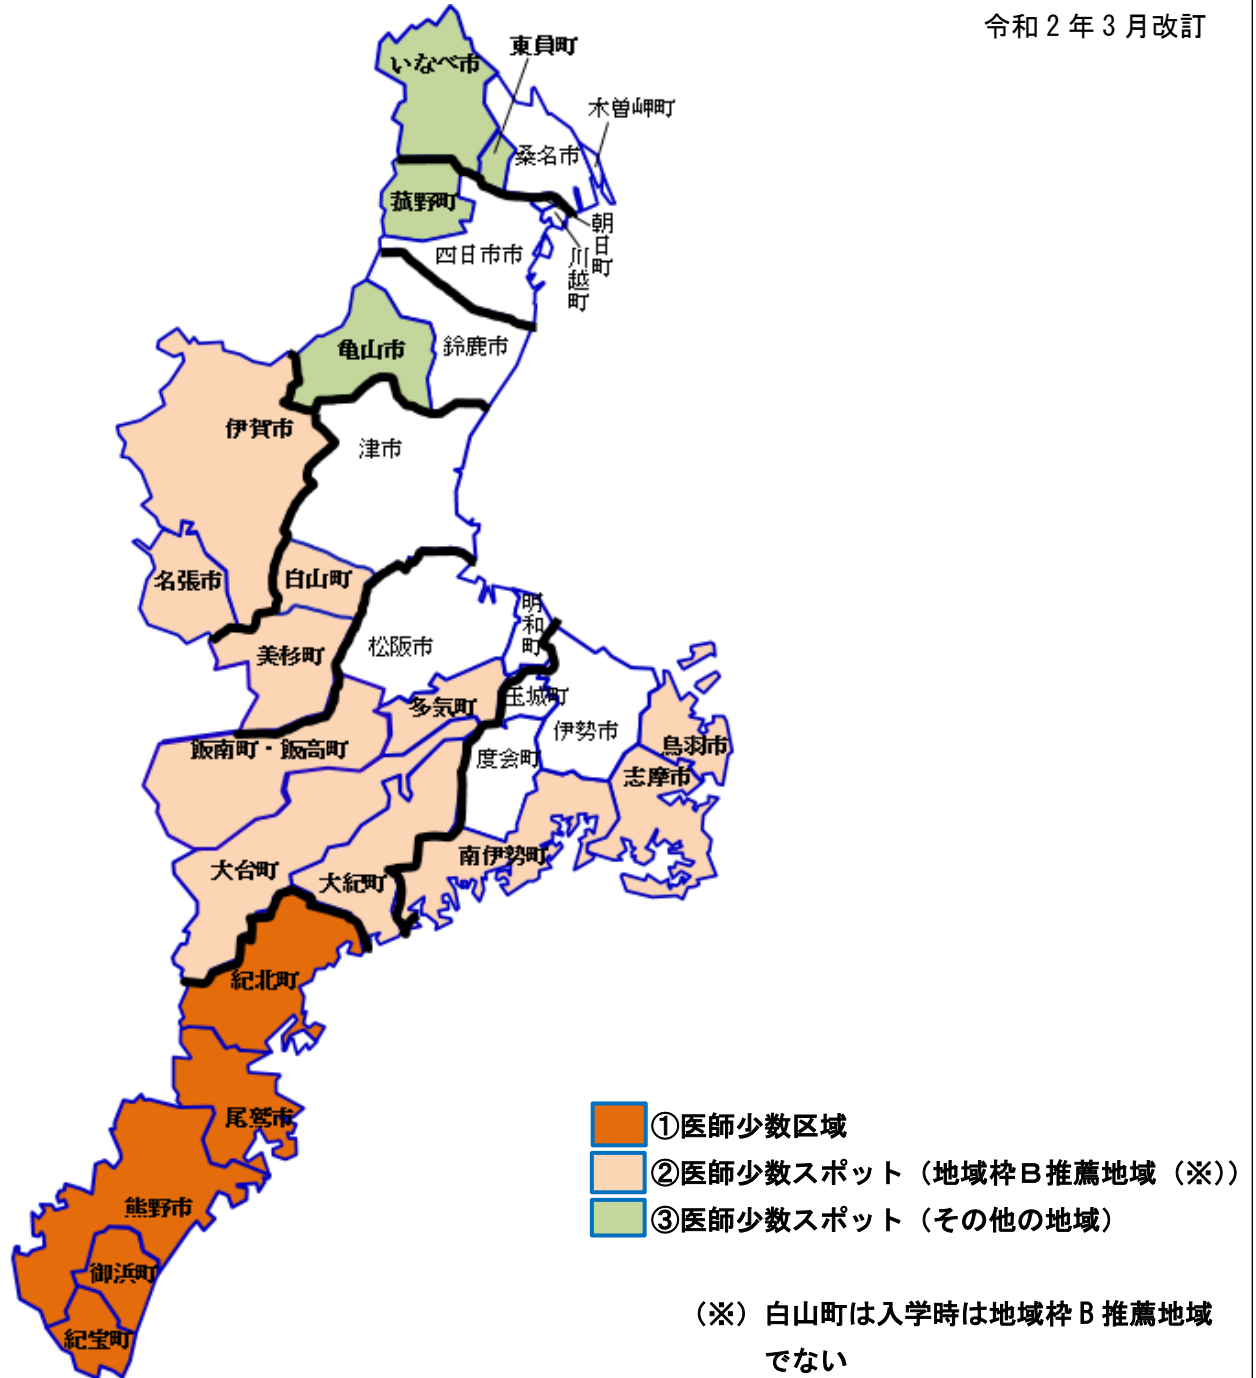 令和2年3月改訂
いなべ市
東員町
木曽岬町
桑名市
菰野町
朝日町
川越町
四日市市
亀山市
鈴鹿市
伊賀市
津市
名張市
白山町
明和町
松阪市
美杉町
多気町
玉城町
伊勢市
鳥羽市
飯南町・飯高町
度会町
志摩市
南伊勢町
大台町
大紀町
紀北町
尾鷲市
熊野市
御浜町
紀宝町
①医師少数区域
②医師少数スポット（地域枠B推薦地域（※））
③医師少数スポット（その他の地域）
（※）白山町は入学時は地域枠B推薦地域
でない